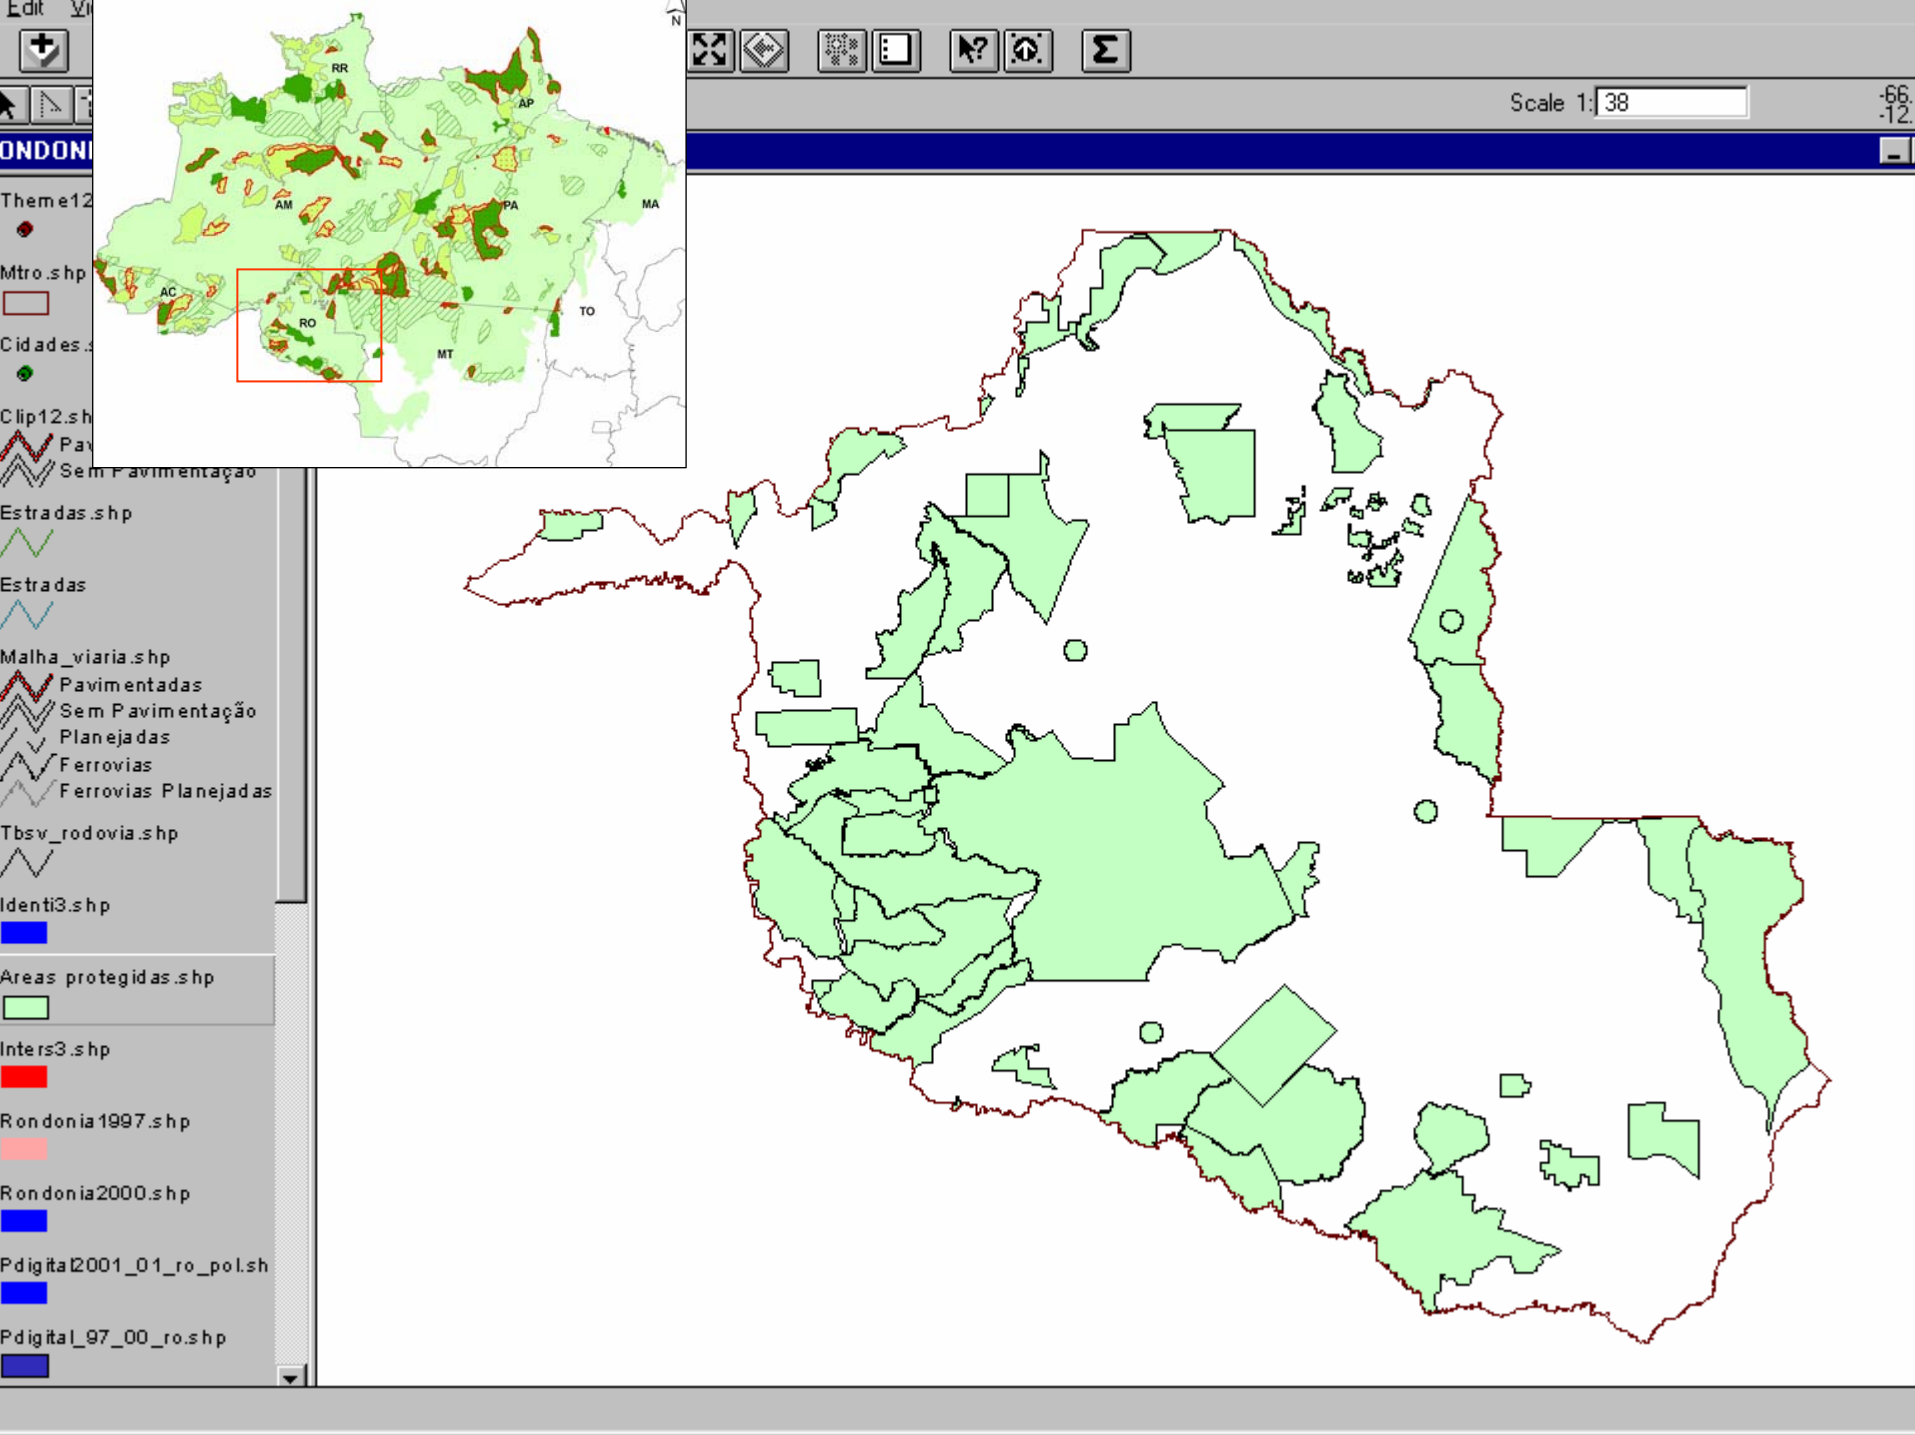 Edit
N
RR
AP
AM
PA
MA
AC
RO
TO
MT
Scale 1: 38
-66.
-12.
Theme12
Mtro.shp
Cidades.s
Clip12.sh
Pav
Sem Pavimentação
Estradas.shp
Estradas
Malha_viaria.shp
Pavimentadas
Sem Pavimentação
Planejadas
Ferrovias
Ferrovias Planejadas
Tbsv_rodovia.shp
Identi3.shp
Areas protegidas.shp
Inters3.shp
Rondonia1997.shp
Rondonia2000.shp
Pdigital2001_01_ro_pol.sh
Pdigital_97_00_ro.shp